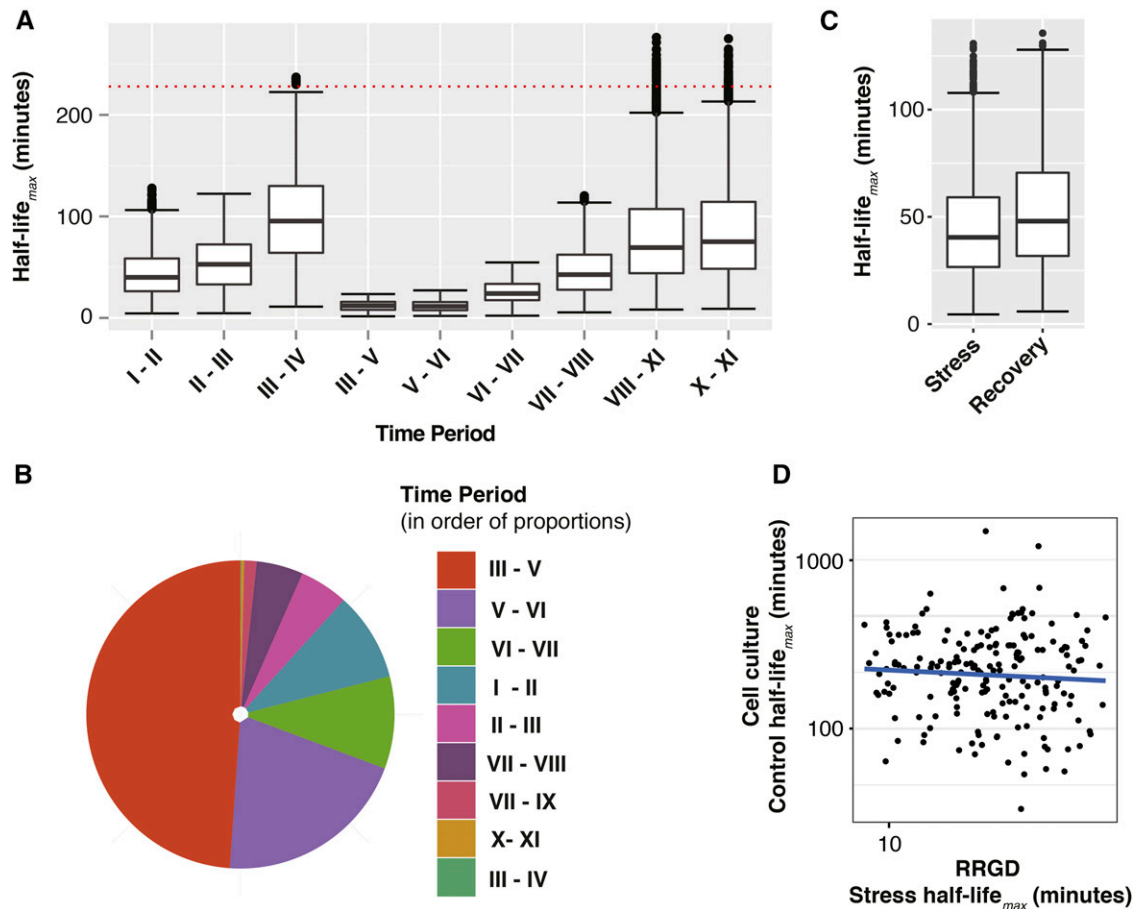 A
Half-life max (minutes)
200
100
0
I - II
II - III
III - IV
III - V
V - VI
VI - VII
VII - VIII
VIII - XI
X - XI
Time Period
C
Half-life max (minutes)
100
50
0
Stress
Recovery
B
Time Period
(in order of proportions)
III - V
V - VI
VI - VII
I - II
II - III
VII - VIII
VII - IX
X- XI
III - IV
D
Cell culture
Control half-life max (minutes)
1000
100
10
RRGD
Stress half-life max (minutes)